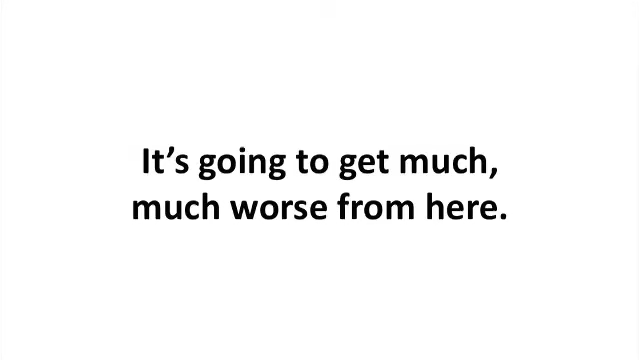 It’s going to get much,
much worse from here.